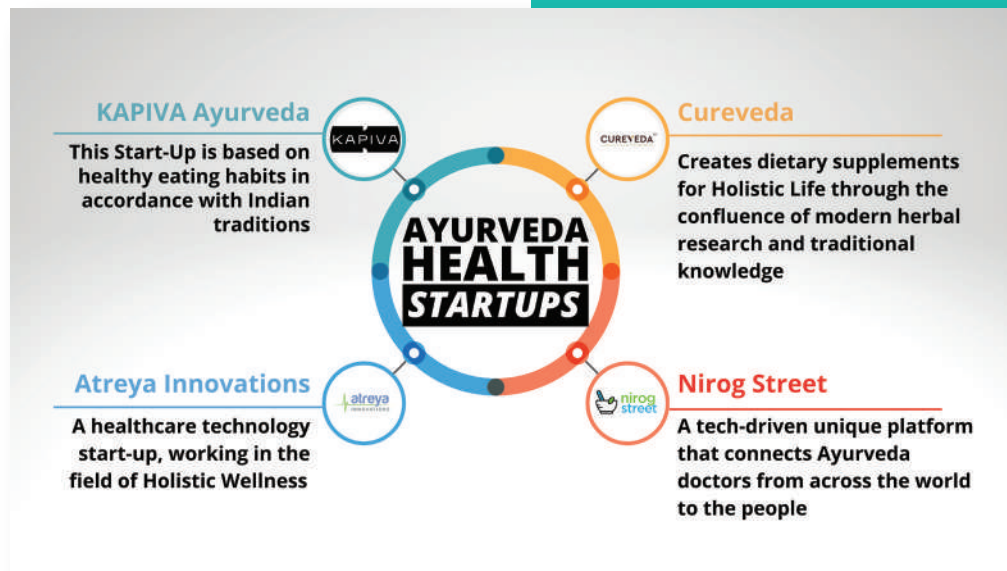 KAPIVA Ayurveda
This Start-Up is based on
healthy eating habits in
accordance with Indian
traditions
KAPIVA
Cureveda
Creates dietary supplements
for Holistic Life through the
confluence of modern herbal
research and traditional
knowledge
CUREVEDA
AYURVEDA
HEALTH
STARTUPS
Atreya Innovations
A healthcare technology
start-up, working in the
field of Holistic Wellness
atreya
INNOVATIONS
Nirog Street
A tech-driven unique platform
that connects Ayurveda
doctors from across the world
to the people
nirog
street